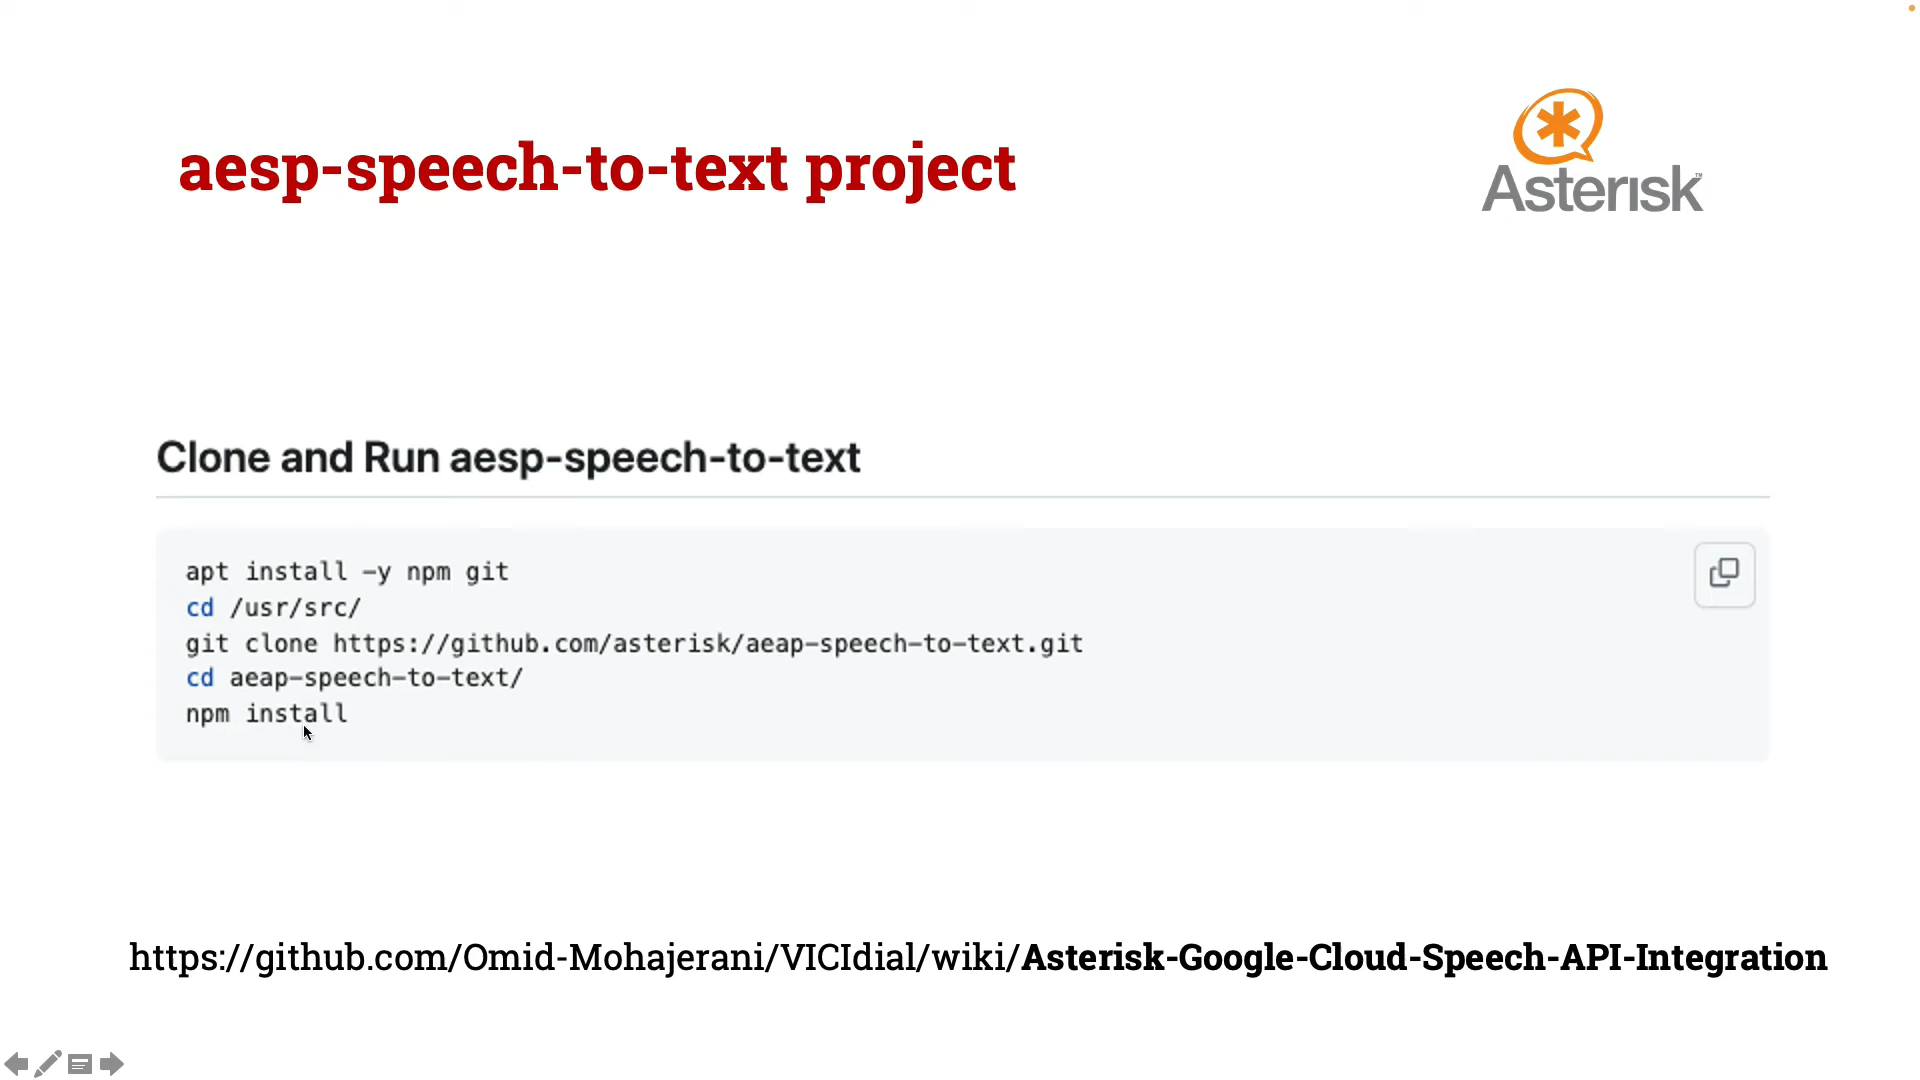 aesp-speech-to-text project
Asterisk™
Clone and Run aesp-speech-to-text
apt install -y npm git
cd /usr/src/
git clone https://github.com/asterisk/aeap-speech-to-text.git
cd aeap-speech-to-text/
npm install
https://github.com/Omid-Mohajerani/VICIdial/wiki/Asterisk-Google-Cloud-Speech-API-Integration